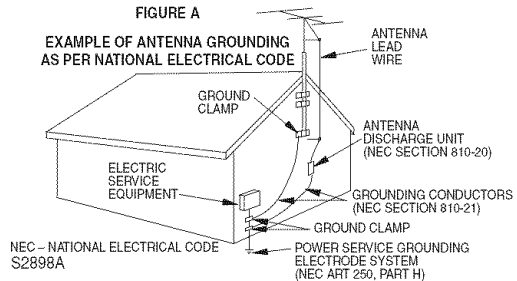 FIGURE A
EXAMPLE OF ANTENNA GROUNDING
AS PER NATIONAL ELECTRICAL CODE
ANTENNA
LEAD
WIRE
GROUND
CLAMP
ANTENNA
DISCHARGE UNIT
(NEC SECTION 810-20)
ELECTRIC
SERVICE
EQUIPMENT
GROUNDING CONDUCTORS
(NEC SECTION 810-21)
GROUND CLAMP
POWER SERVICE GROUNDING
ELECTRODE SYSTEM
(NEC ART 250, PART H)
NEC – NATIONAL ELECTRICAL CODE
S2898A